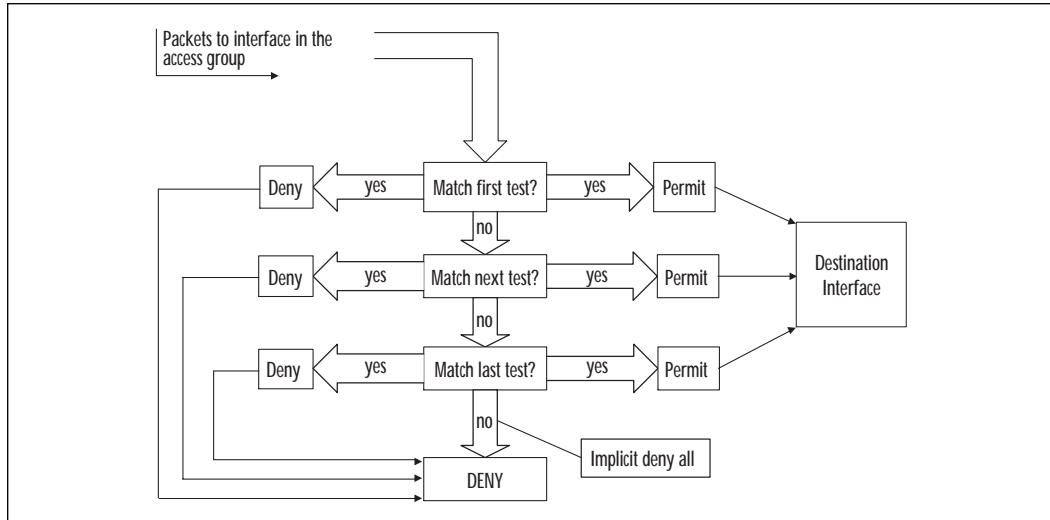 Packets to interface in the
access group
Deny
yes
Match first test?
yes
Permit
no
Deny
yes
Match next test?
yes
Permit
Destination
Interface
no
Deny
yes
Match last test?
yes
Permit
no
Implicit deny all
DENY